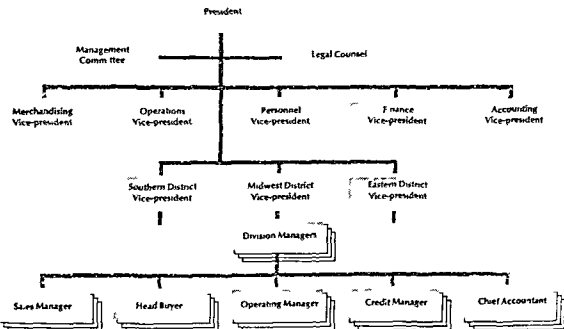 President
Management
Committee
Legal Counsel
Merchandising
Vice-president
Operations
Vice-president
Personnel
Vice-president
Finance
Vice-president
Accounting
Vice-president
Southern District
Vice-president
Midwest District
Vice-president
Eastern District
Vice-president
Division Managers
Sales Manager
Head Buyer
Operating Manager
Credit Manager
Chief Accountant